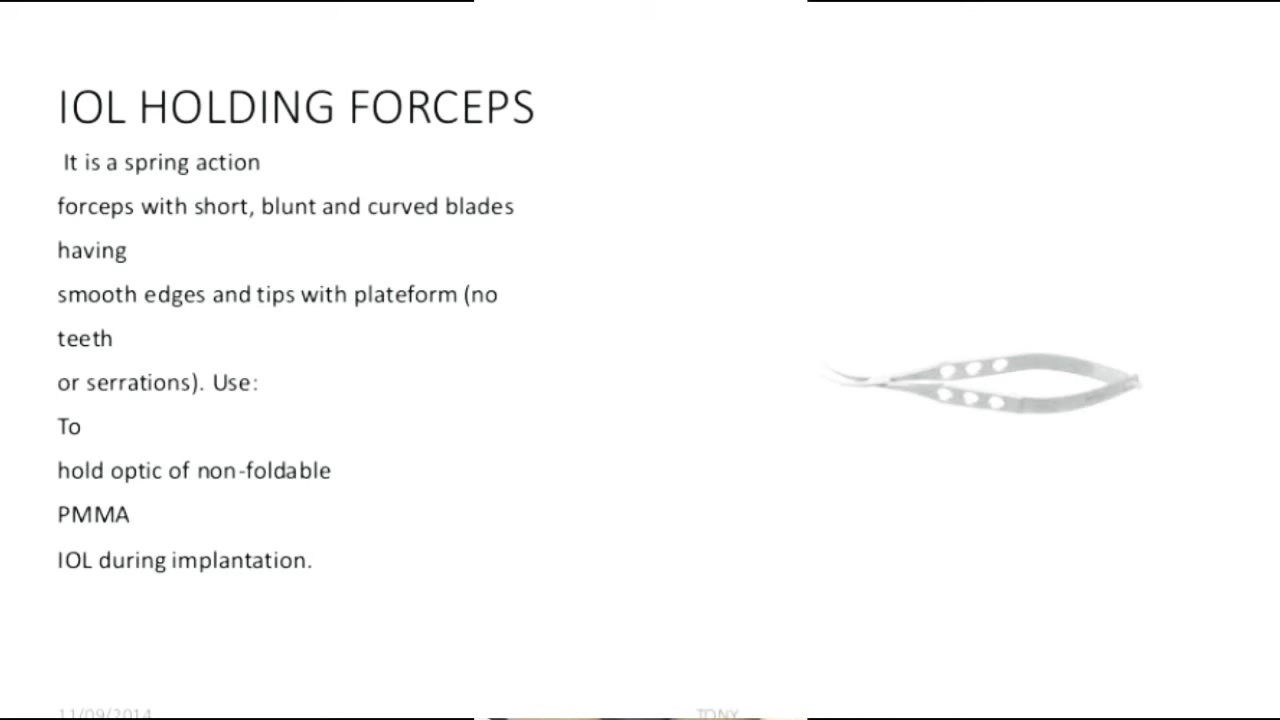 IOL HOLDING FORCEPS
It is a spring action
forceps with short, blunt and curved blades
having
smooth edges and tips with plateform (no
teeth
or serrations). Use:
To
hold optic of non-foldable
PMMA
IOL during implantation.
11/09/2014
TONY